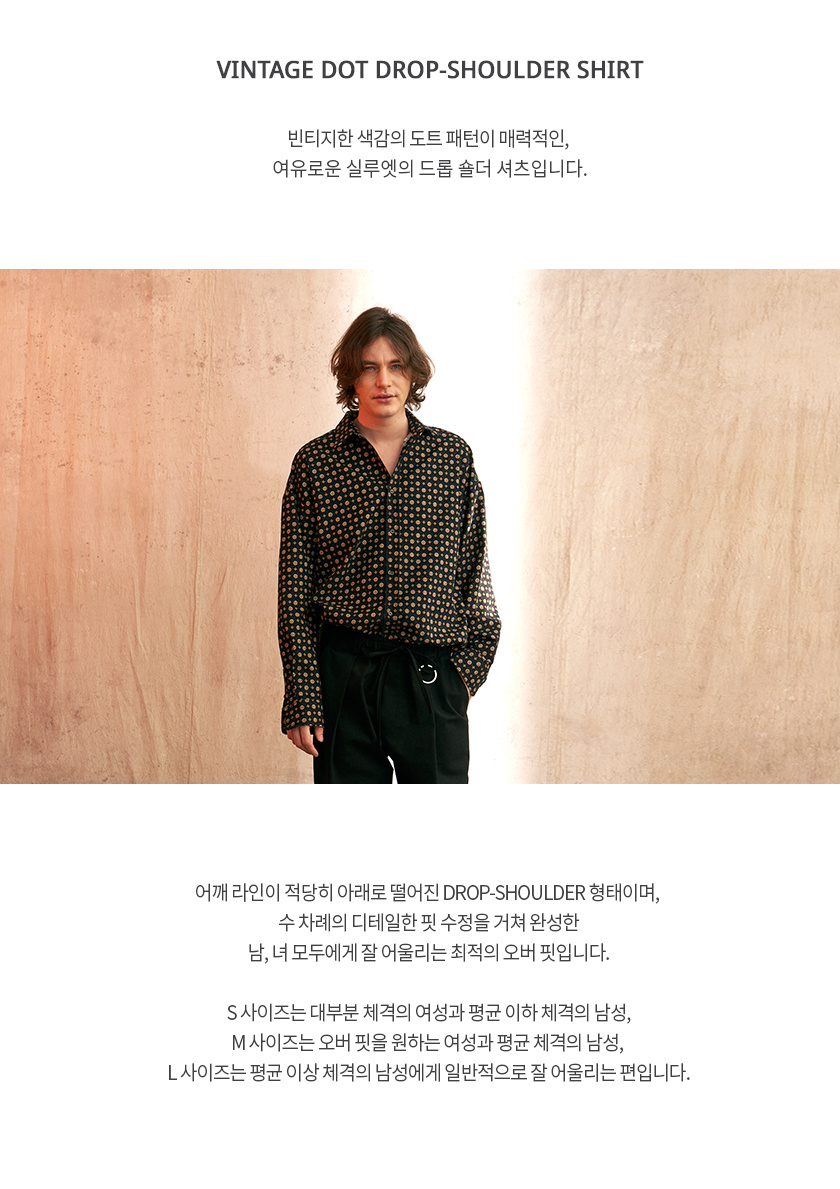 VINTAGE DOT DROP-SHOULDER SHIRT
빈티지한 색감의 도트 패턴이 매력적인,
여유로운 실루엣의 드롭 숄더 셔츠입니다.
어깨 라인이 적당히 아래로 떨어진 DROP-SHOULDER 형태이며,
수 차례의 디테일한 핏 수정을 거쳐 완성한
남, 녀 모두에게 잘 어울리는 최적의 오버 핏입니다.
S 사이즈는 대부분 체격의 여성과 평균 이하 체격의 남성,
M 사이즈는 오버 핏을 원하는 여성과 평균 체격의 남성,
L 사이즈는 평균 이상 체격의 남성에게 일반적으로 잘 어울리는 편입니다.